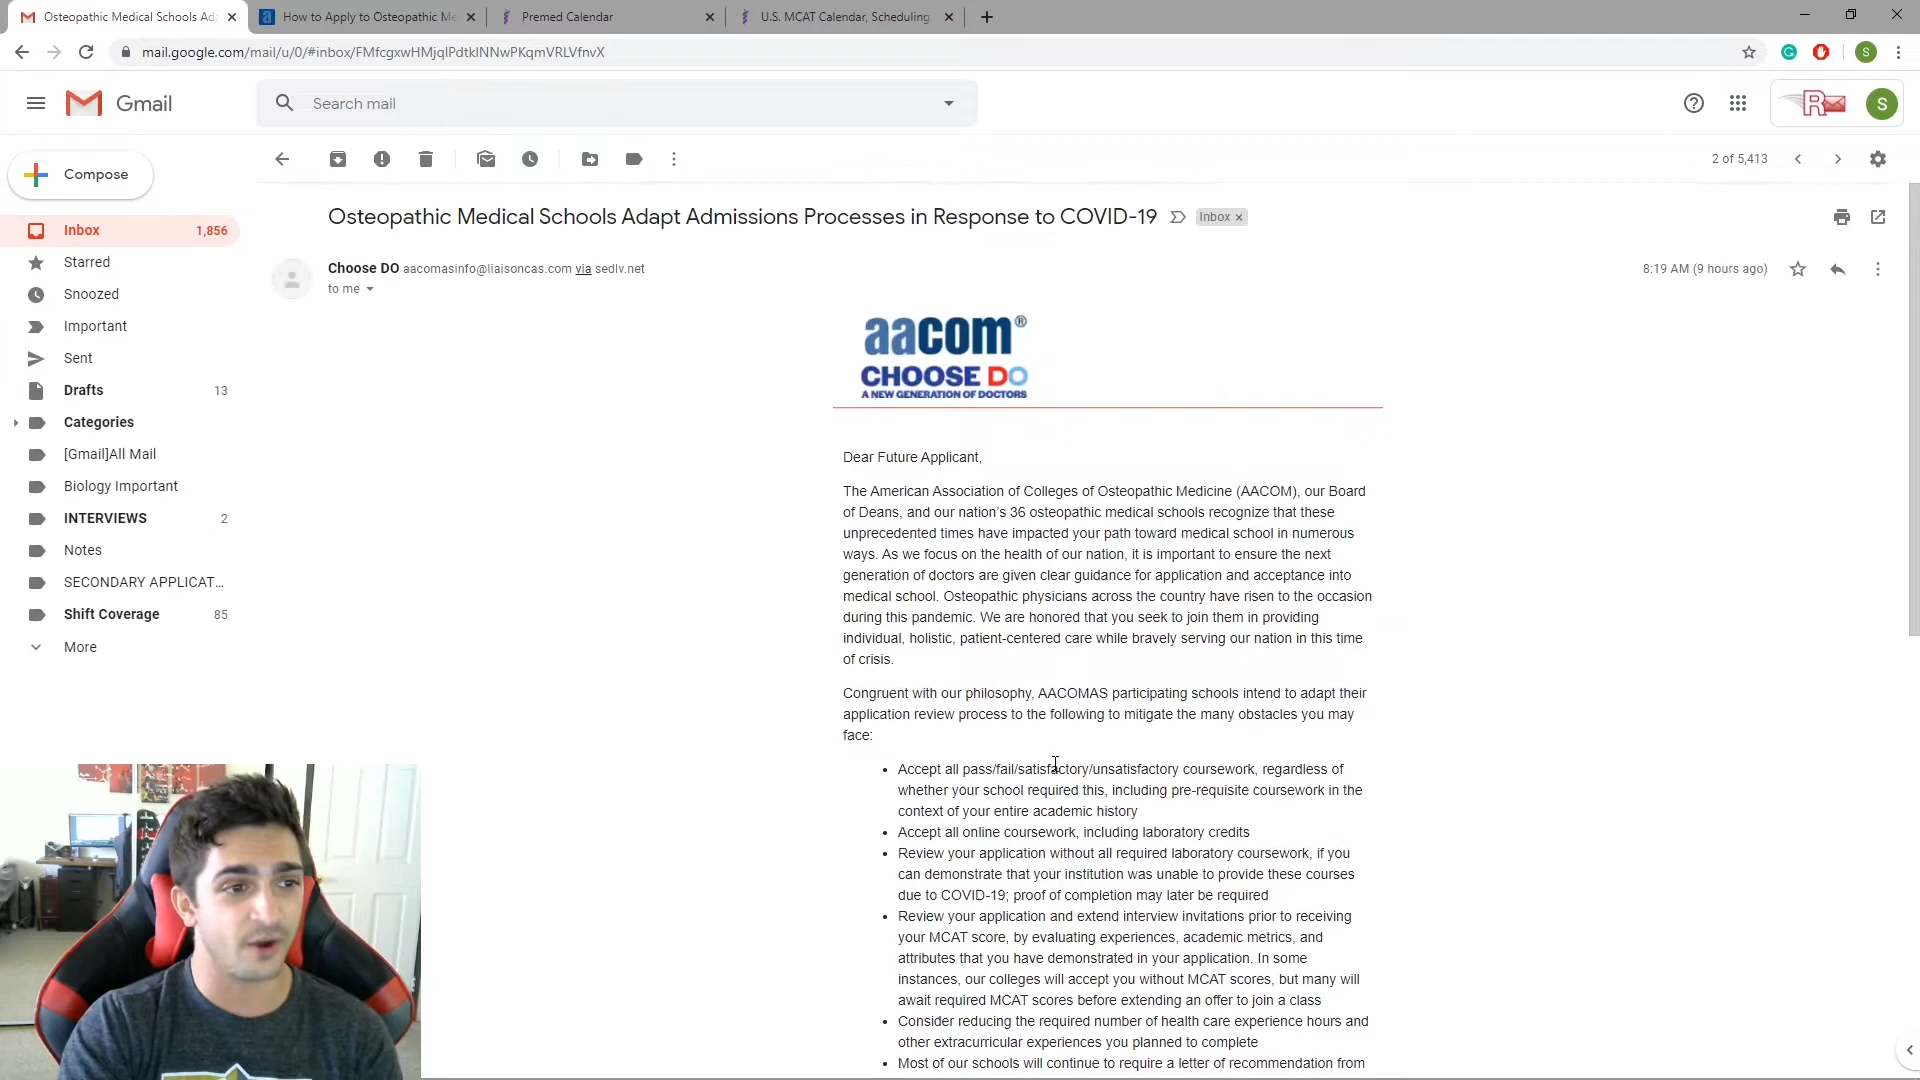 Osteopathic Medical Schools Ada
How to Apply to Osteopathic Me
Premed Calendar
U.S. MCAT Calendar, Scheduling
mail.google.com/mail/u/0/#inbox/FMfcgxwHMjqlPdtklNNwPKqmVRLVfnvX
S
Gmail
Search mail
R
S
Compose
2 of 5,413
Osteopathic Medical Schools Adapt Admissions Processes in Response to COVID-19
Inbox ×
Inbox 1,856
Starred
Snoozed
Important
Sent
Drafts 13
Categories
[Gmail]All Mail
Biology Important
INTERVIEWS 2
Notes
SECONDARY APPLICAT...
Shift Coverage 85
More
Choose DO aacomasinfo@liaisoncas.com via sedlv.net
8:19 AM (9 hours ago)
to me
aacom®
CHOOSE DO
A NEW GENERATION OF DOCTORS
Dear Future Applicant,
The American Association of Colleges of Osteopathic Medicine (AACOM), our Board
of Deans, and our nation's 36 osteopathic medical schools recognize that these
unprecedented times have impacted your path toward medical school in numerous
ways. As we focus on the health of our nation, it is important to ensure the next
generation of doctors are given clear guidance for application and acceptance into
medical school. Osteopathic physicians across the country have risen to the occasion
during this pandemic. We are honored that you seek to join them in providing
individual, holistic, patient-centered care while bravely serving our nation in this time
of crisis.
Congruent with our philosophy, AACOMAS participating schools intend to adapt their
application review process to the following to mitigate the many obstacles you may
face:
• Accept all pass/fail/satisfactory/unsatisfactory coursework, regardless of
whether your school required this, including pre-requisite coursework in the
context of your entire academic history
• Accept all online coursework, including laboratory credits
• Review your application without all required laboratory coursework, if you
can demonstrate that your institution was unable to provide these courses
due to COVID-19; proof of completion may later be required
• Review your application and extend interview invitations prior to receiving
your MCAT score, by evaluating experiences, academic metrics, and
attributes that you have demonstrated in your application. In some
instances, our colleges will accept you without MCAT scores, but many will
await required MCAT scores before extending an offer to join a class
• Consider reducing the required number of health care experience hours and
other extracurricular experiences you planned to complete
• Most of our schools will continue to require a letter of recommendation from